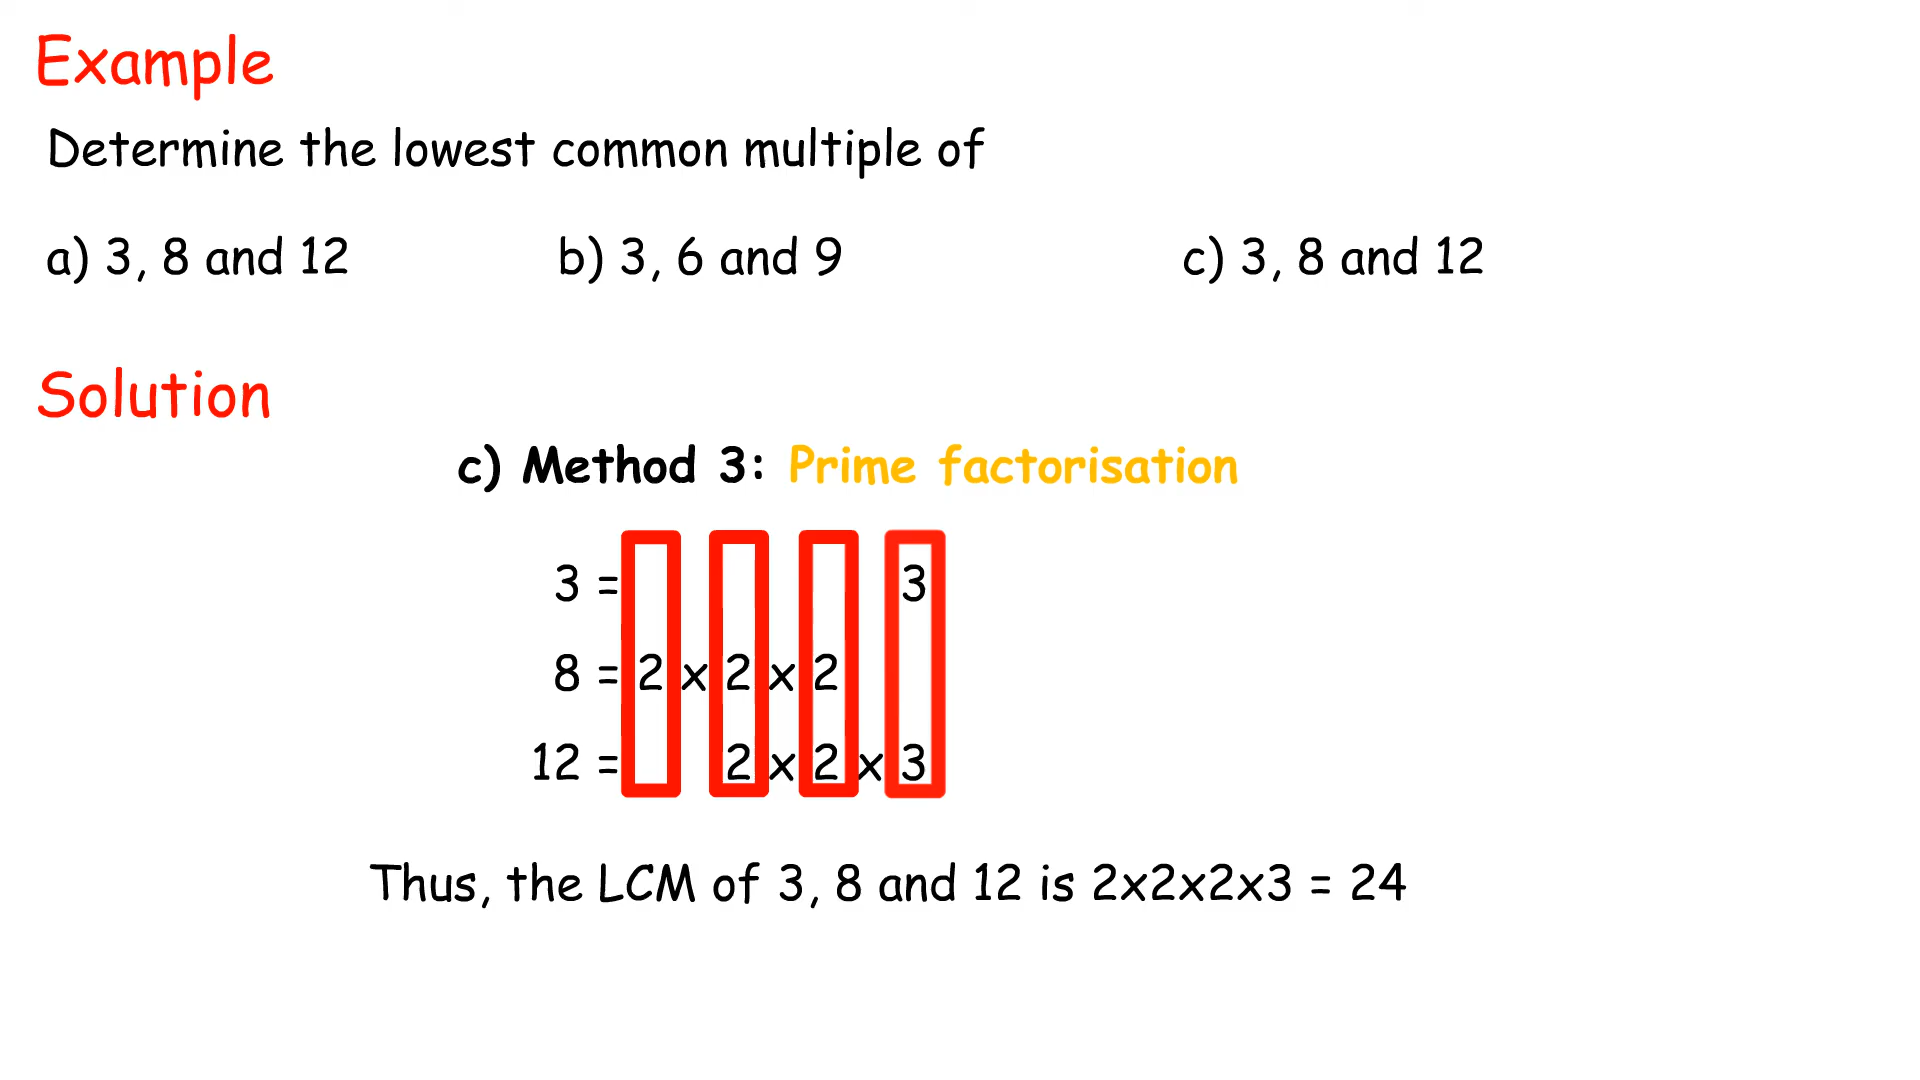 Example
Determine the lowest common multiple of
a) 3, 8 and 12 b) 3, 6 and 9 c) 3, 8 and 12
Solution
c) Method 3: Prime factorisation
3 = 3
8 = 2 x 2 x 2
12 = 2 x 2 x 3
Thus, the LCM of 3, 8 and 12 is 2x2x2x3 = 24